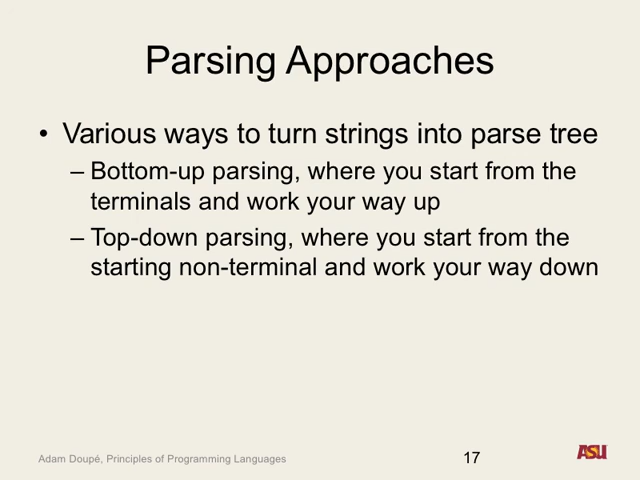 Parsing Approaches
• Various ways to turn strings into parse tree
– Bottom-up parsing, where you start from the
terminals and work your way up
– Top-down parsing, where you start from the
starting non-terminal and work your way down
Adam Doupé, Principles of Programming Languages
17
ASU